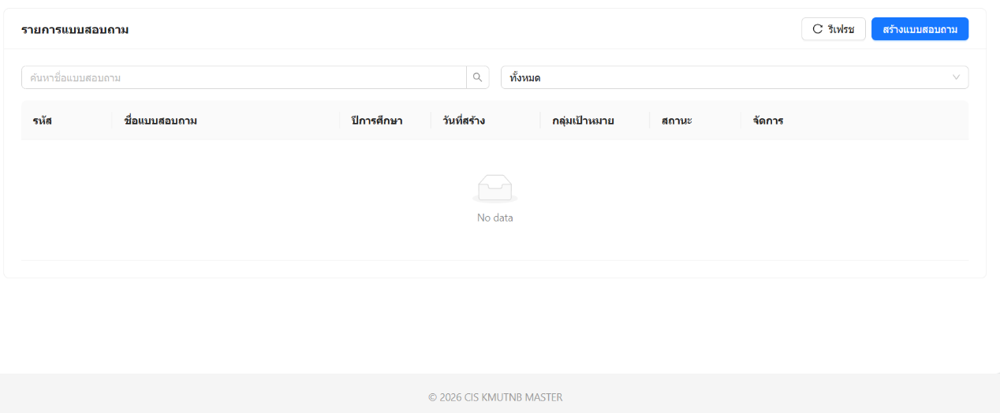 รายการแบบสอบถาม
รีเฟรช
สร้างแบบสอบถาม
ค้นหาชื่อแบบสอบถาม
ทั้งหมด
รหัส ชื่อแบบสอบถาม ปีการศึกษา วันที่สร้าง กลุ่มเป้าหมาย สถานะ จัดการ
No data
© 2026 CIS KMUTNB MASTER